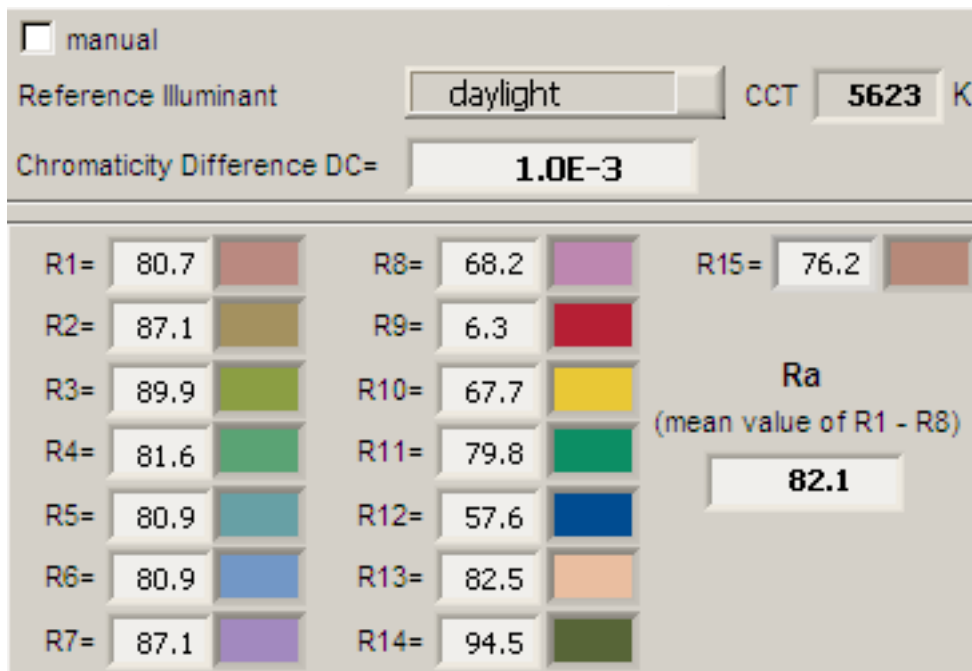 manual
Reference Illuminant daylight CCT 5623 K
Chromaticity Difference DC= 1.0E-3
R1= 80.7 R8= 68.2 R15= 76.2
R2= 87.1 R9= 6.3
R3= 89.9 R10= 67.7 Ra
(mean value of R1 - R8)
R4= 81.6 R11= 79.8
82.1
R5= 80.9 R12= 57.6
R6= 80.9 R13= 82.5
R7= 87.1 R14= 94.5